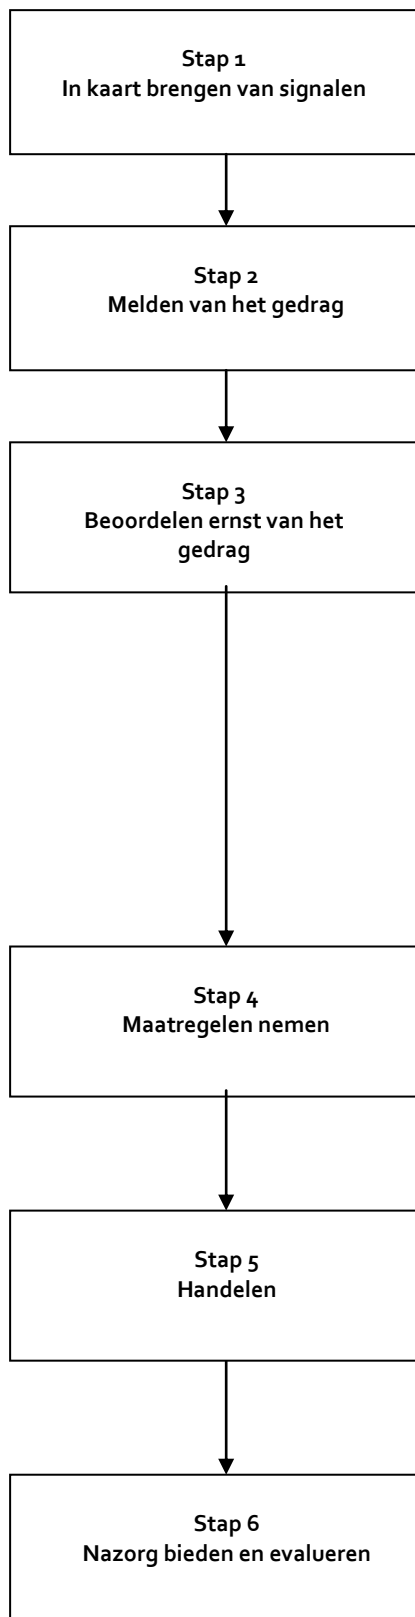 Stap 1
In kaart brengen van signalen
Stap 2
Melden van het gedrag
Stap 3
Beoordelen ernst van het
gedrag
Stap 4
Maatregelen nemen
Stap 5
Handelen
Stap 6
Nazorg bieden en evalueren